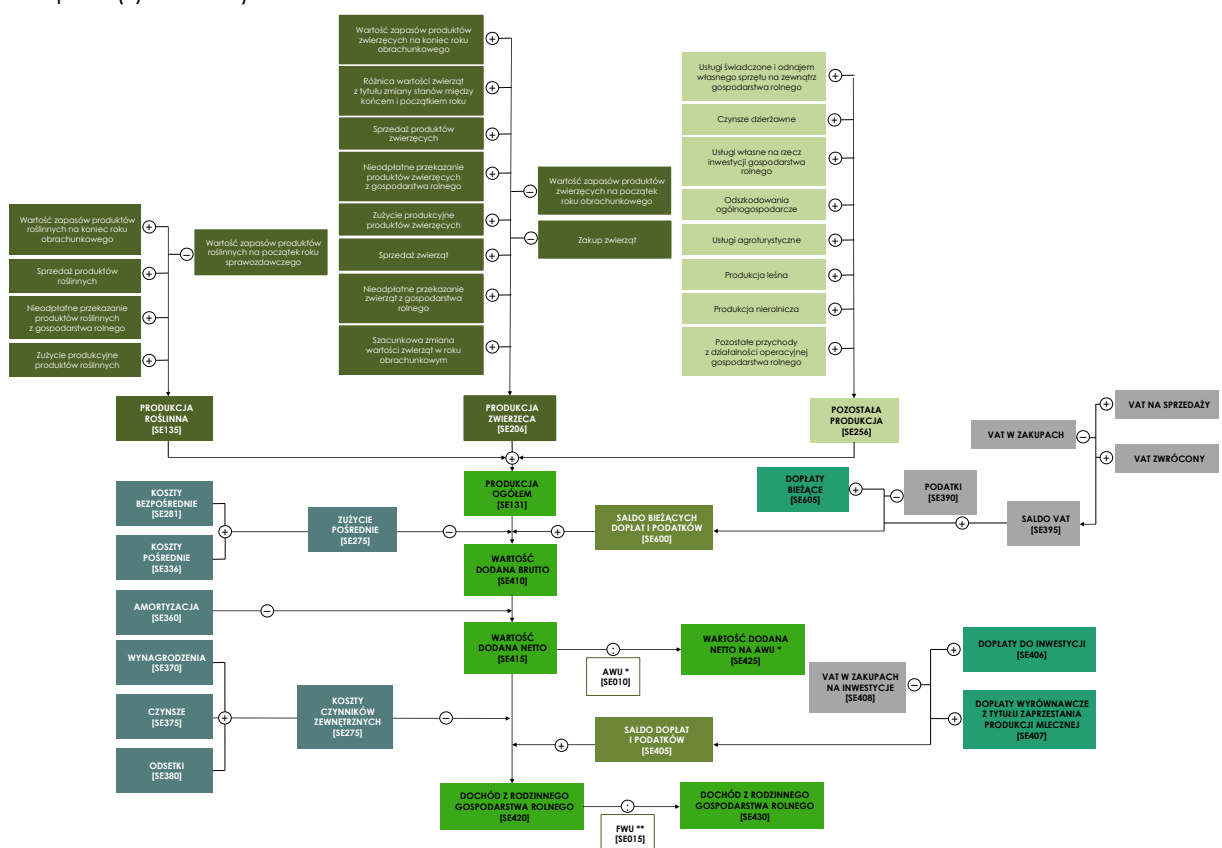 Wartość zapasów produktów
zwierzęcych na koniec roku
obrachunkowego
+
Różnica wartości zwierząt
z tytułu zmiany stanów między
końcem i początkiem roku
+
Sprzedaż produktów
zwierzęcych
+
Nieodpłatne przekazanie
produktów zwierzęcych
z gospodarstwa rolnego
+
Zużycie produkcyjne
produktów zwierzęcych
+
Sprzedaż zwierząt
+
Nieodpłatne przekazanie
zwierząt z gospodarstwa
rolnego
+
Szacunkowa zmiana
wartości zwierząt w roku
obrachunkowym
+
−
Wartość zapasów produktów
zwierzęcych na początek
roku obrachunkowego
−
Zakup zwierząt
Usługi świadczone i odnajem
własnego sprzętu na zewnątrz
gospodarstwa rolnego
+
Czynsze dzierżawne
+
Usługi własne na rzecz
inwestycji gospodarstwa
rolnego
+
Odszkodowania
ogólnogospodarcze
+
Usługi agroturystyczne
+
Produkcja leśna
+
Produkcja nierolnicza
+
Pozostałe przychody
z działalności operacyjnej
gospodarstwa rolnego
+
Wartość zapasów produktów
roślinnych na koniec roku
obrachunkowego
+
−
Wartość zapasów produktów
roślinnych na początek roku
sprawozdawczego
Sprzedaż produktów
roślinnych
+
Nieodpłatne przekazanie
produktów roślinnych
z gospodarstwa rolnego
+
Zużycie produkcyjne
produktów roślinnych
+
PRODUKCJA
ROŚLINNA
[SE135]
PRODUKCJA
ZWIERZECA
[SE206]
POZOSTAŁA
PRODUKCJA
[SE256]
+
VAT NA SPRZEDAŻY
+
VAT W ZAKUPACH
−
VAT ZWRÓCONY
+
PRODUKCJA
OGÓŁEM
[SE131]
DOPŁATY
BIEŻĄCE
[SE605]
+
−
PODATKI
[SE390]
SALDO VAT
[SE395]
+
KOSZTY
BEZPOŚREDNIE
[SE281]
KOSZTY
POŚREDNIE
[SE336]
+
ZUŻYCIE
POŚREDNIE
[SE275]
−
+
SALDO BIEŻĄCYCH
DOPŁAT I PODATKÓW
[SE600]
WARTOŚĆ
DODANA BRUTTO
[SE410]
AMORTYZACJA
[SE360]
−
WARTOŚĆ
DODANA NETTO
[SE415]
:
AWU *
[SE010]
WARTOŚĆ DODANA
NETTO NA AWU *
[SE425]
DOPŁATY DO INWESTYCJI
[SE406]
+
VAT W ZAKUPACH
NA INWESTYCJE
[SE408]
−
DOPŁATY WYRÓWNAWCZE
Z TYTUŁU ZAPRZESTANIA
PRODUKCJI MLECZNEJ
[SE407]
+
WYNAGRODZENIA
[SE370]
CZYNSZE
[SE375]
ODSETKI
[SE380]
+
KOSZTY
CZYNNIKÓW
ZEWNĘTRZNYCH
[SE275]
−
+
SALDO DOPŁAT
I PODATKÓW
[SE405]
DOCHÓD Z RODZINNEGO
GOSPODARSTWA ROLNEGO
[SE420]
:
FWU **
[SE015]
DOCHÓD Z RODZINNEGO
GOSPODARSTWA ROLNEGO
[SE430]